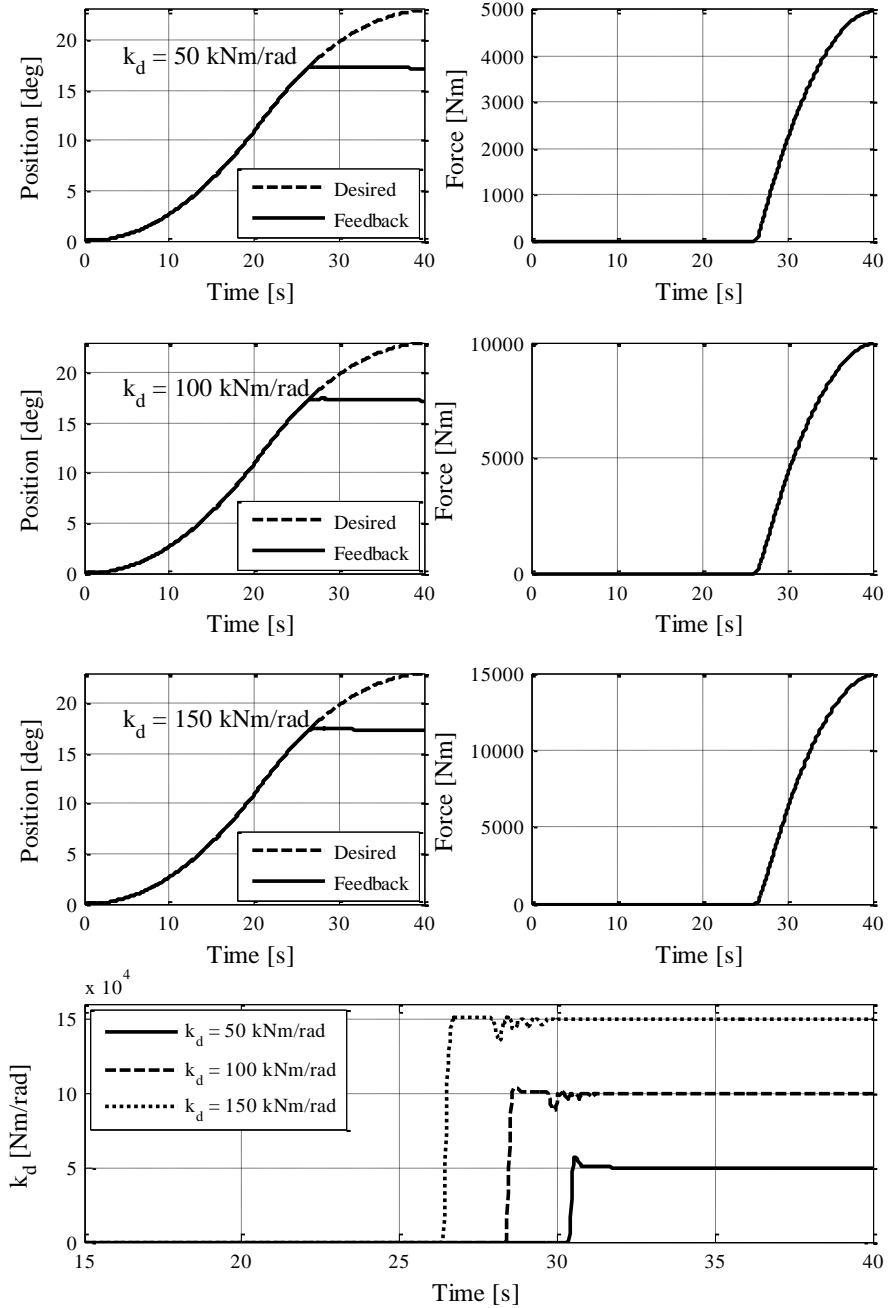 20
15
10
5
0
Position [deg]
k_d = 50 kNm/rad
Desired
Feedback
0 10 20 30 40
Time [s]
5000
4000
3000
2000
1000
0
Force [Nm]
0 10 20 30 40
Time [s]
20
15
10
5
0
Position [deg]
k_d = 100 kNm/rad
Desired
Feedback
0 10 20 30 40
Time [s]
10000
5000
0
Force [Nm]
0 10 20 30 40
Time [s]
20
15
10
5
0
Position [deg]
k_d = 150 kNm/rad
Desired
Feedback
0 10 20 30 40
Time [s]
15000
10000
5000
0
Force [Nm]
0 10 20 30 40
Time [s]
x 10^4
15
10
5
0
k_d [Nm/rad]
k_d = 50 kNm/rad
k_d = 100 kNm/rad
k_d = 150 kNm/rad
15 20 25 30 35 40
Time [s]